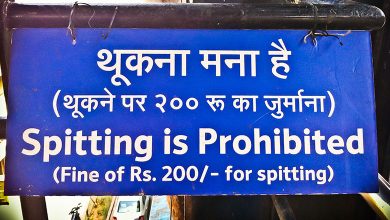 थूकना मना है
(थूकने पर २०० रू का जुर्माना)
Spitting is Prohibited
(Fine of Rs. 200/- for spitting)